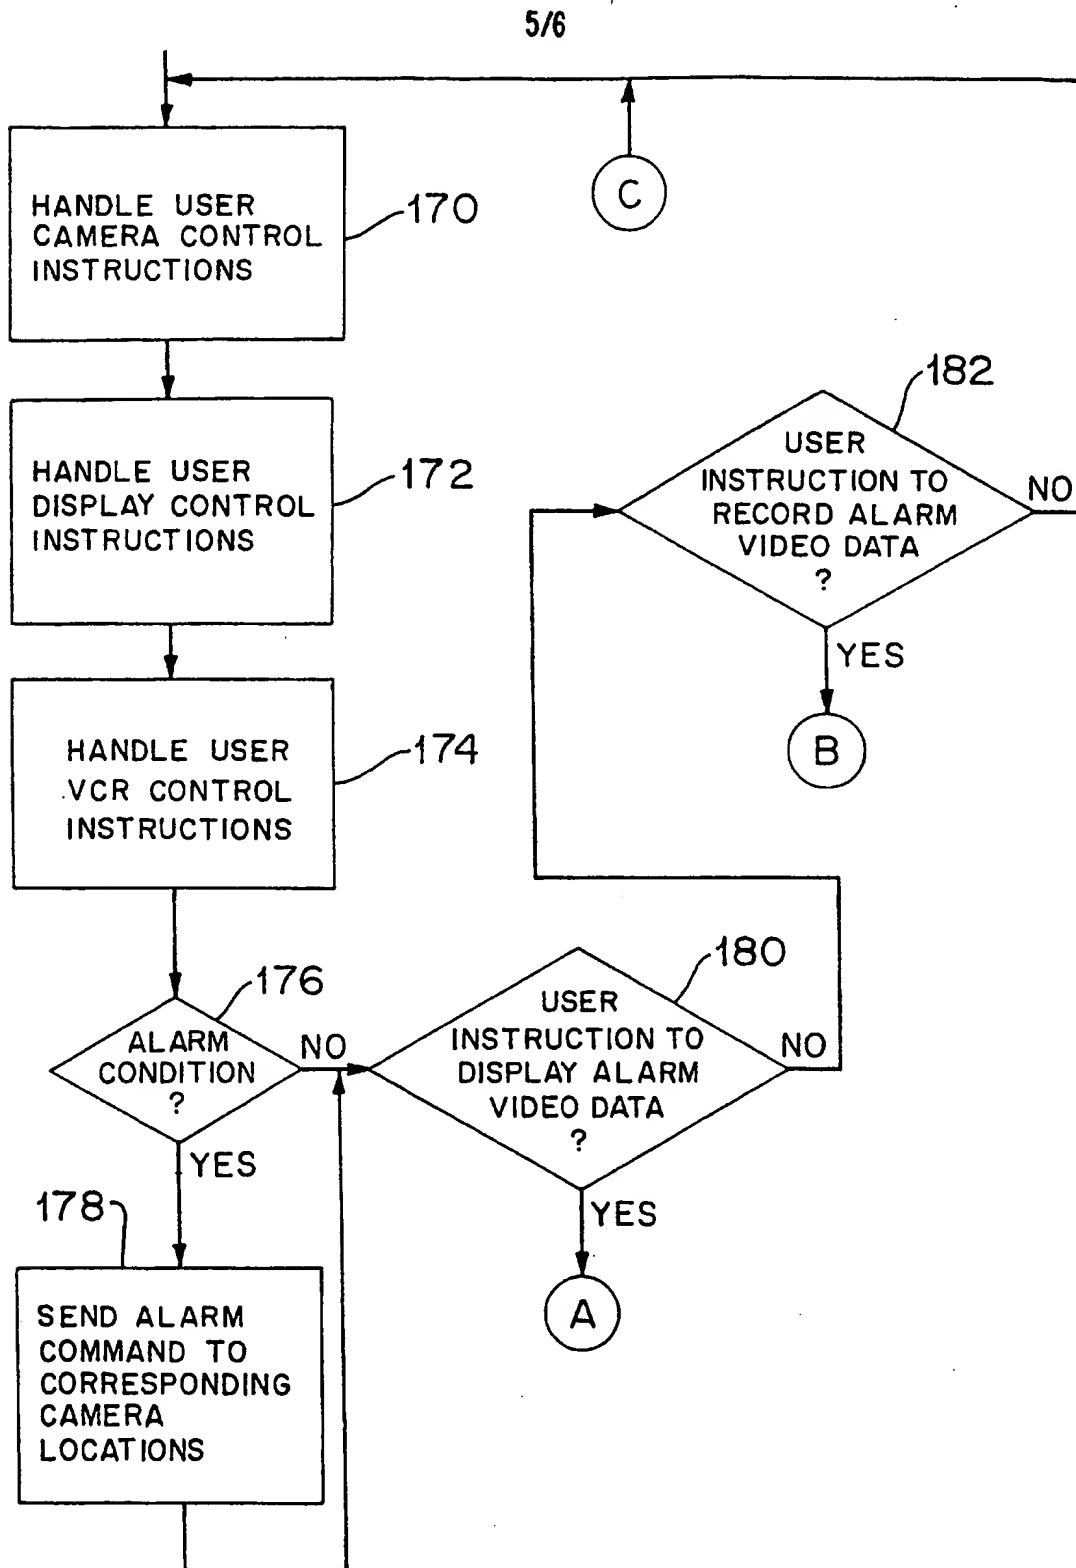 5/6
C
HANDLE USER
CAMERA CONTROL
INSTRUCTIONS
170
182
USER
INSTRUCTION TO
RECORD ALARM
VIDEO DATA
?
NO
YES
B
HANDLE USER
DISPLAY CONTROL
INSTRUCTIONS
172
HANDLE USER
VCR CONTROL
INSTRUCTIONS
174
176
ALARM
CONDITION
?
NO
YES
180
USER
INSTRUCTION TO
DISPLAY ALARM
VIDEO DATA
?
NO
YES
A
178
SEND ALARM
COMMAND TO
CORRESPONDING
CAMERA
LOCATIONS